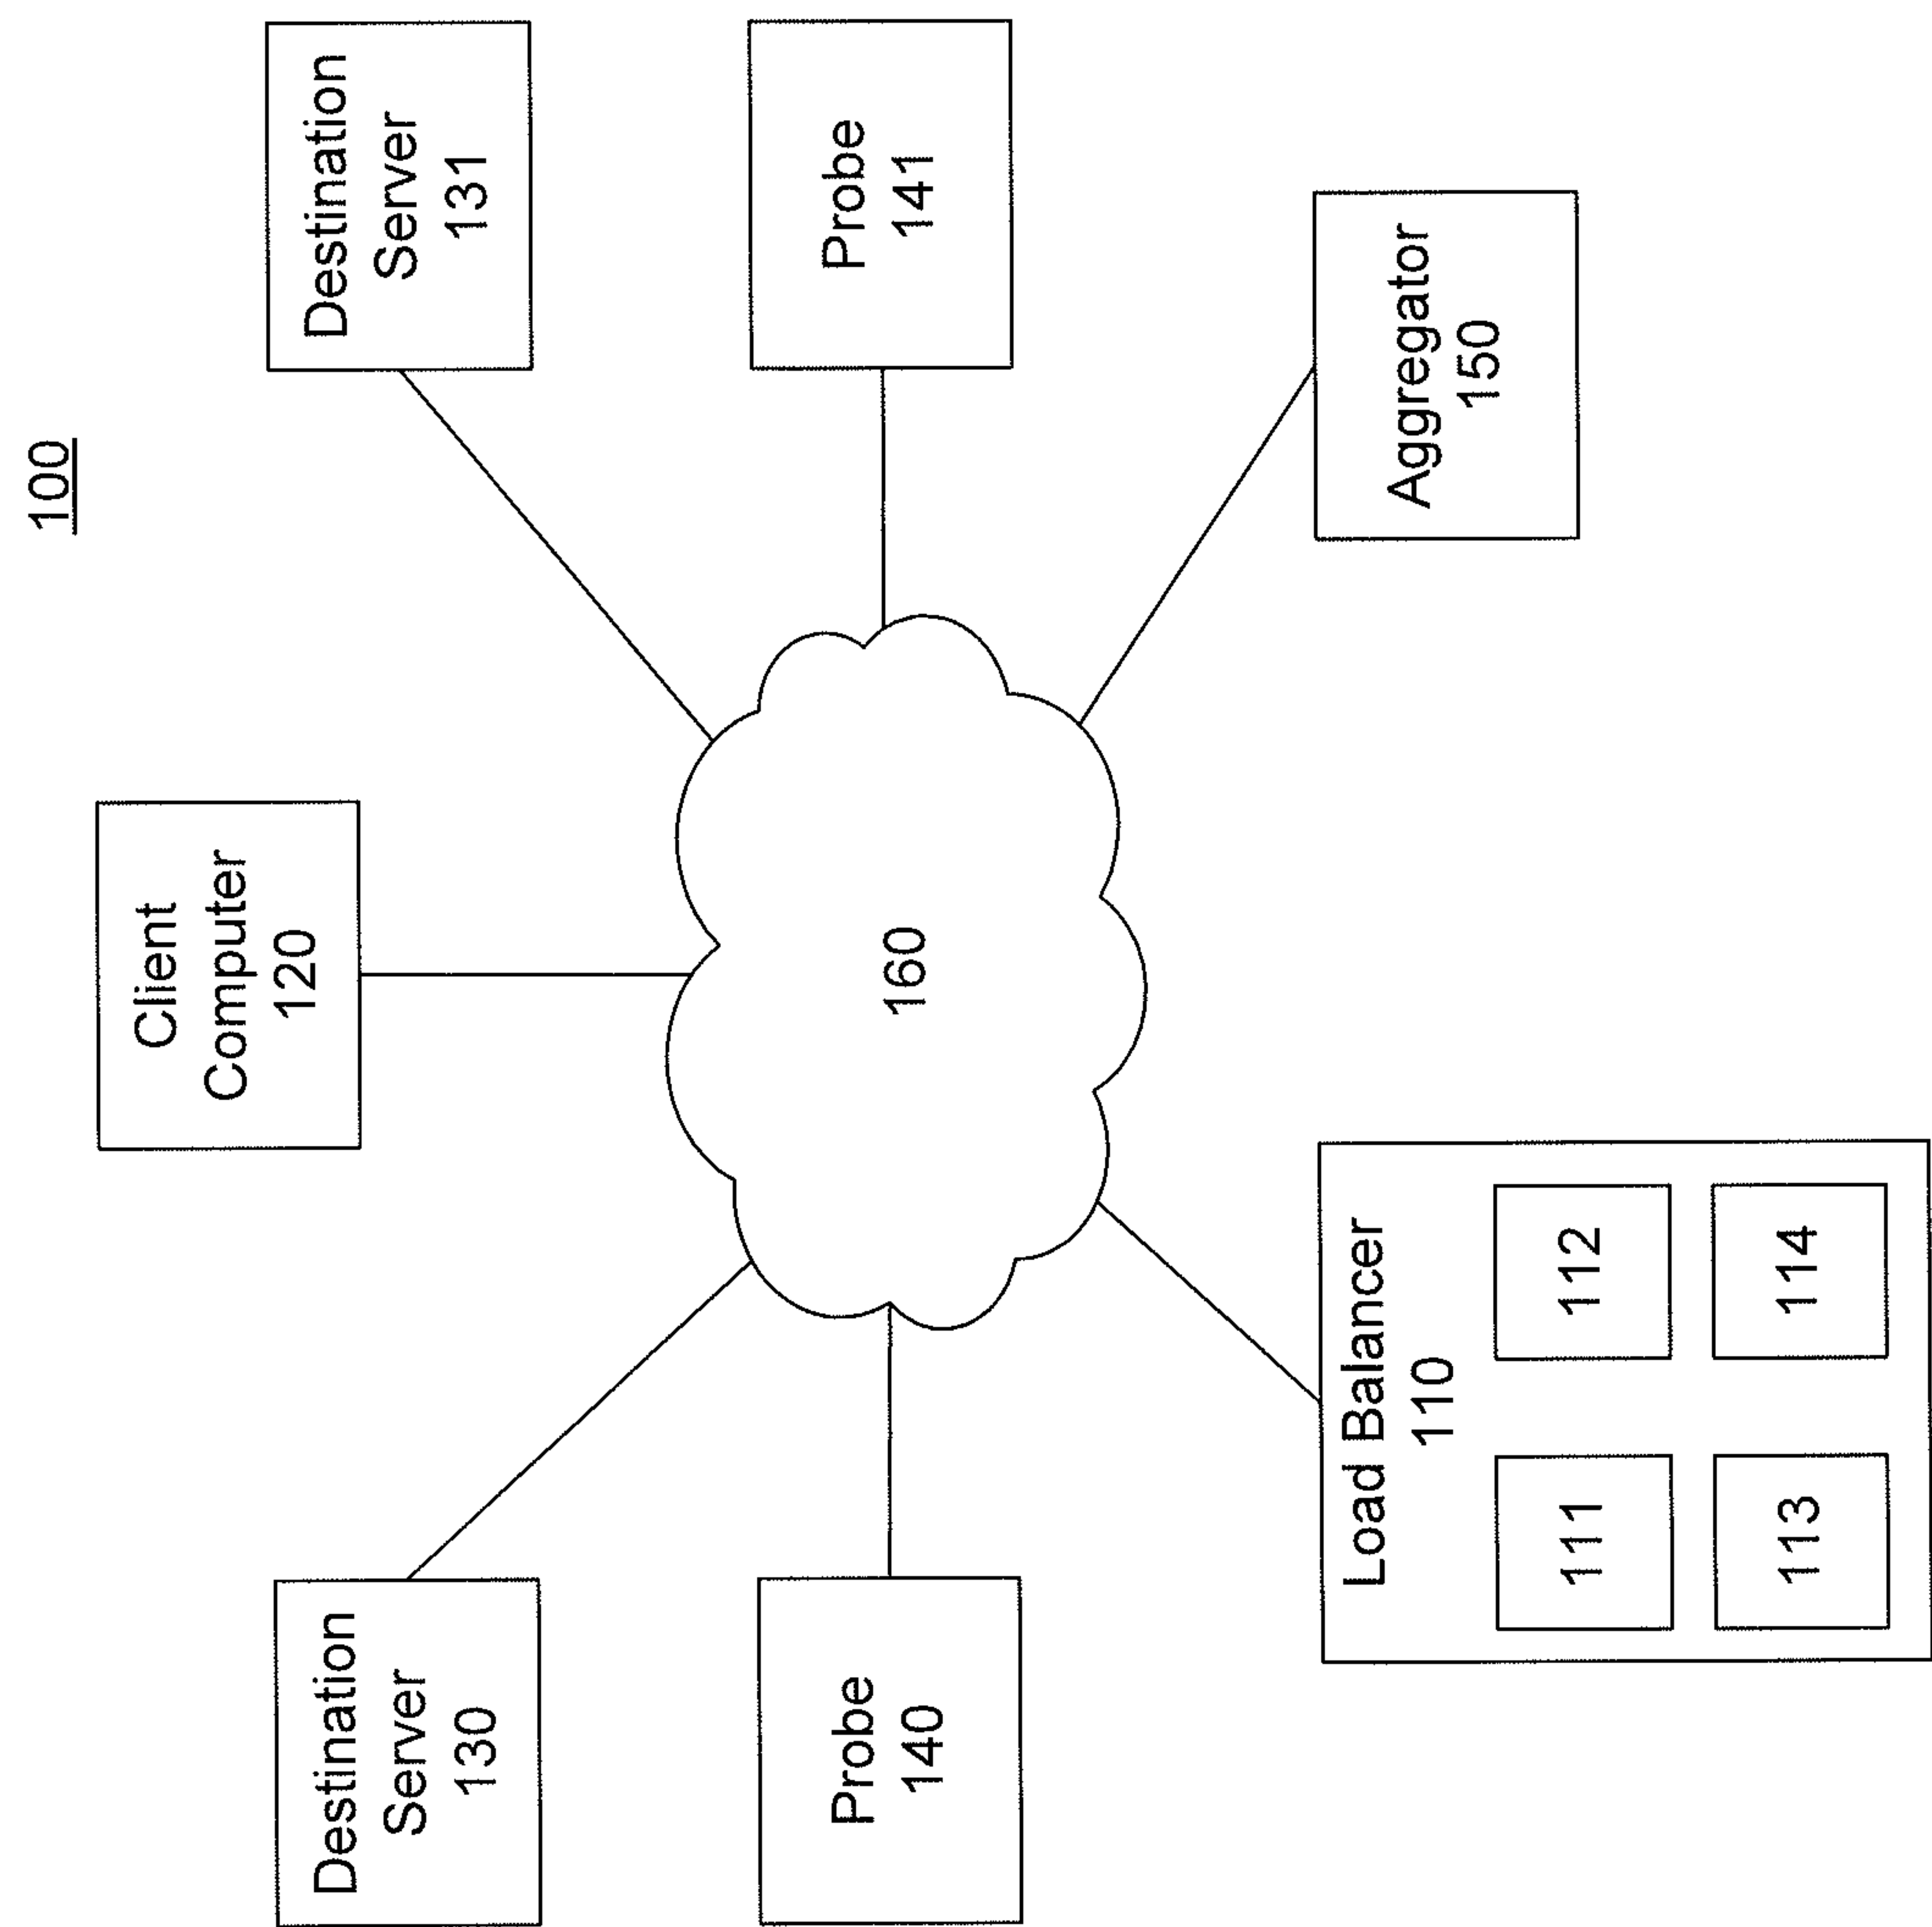 100
Client
Computer
120
Destination
Server
130
Destination
Server
131
Probe
140
160
Probe
141
Load Balancer
110
111
112
113
114
Aggregator
150